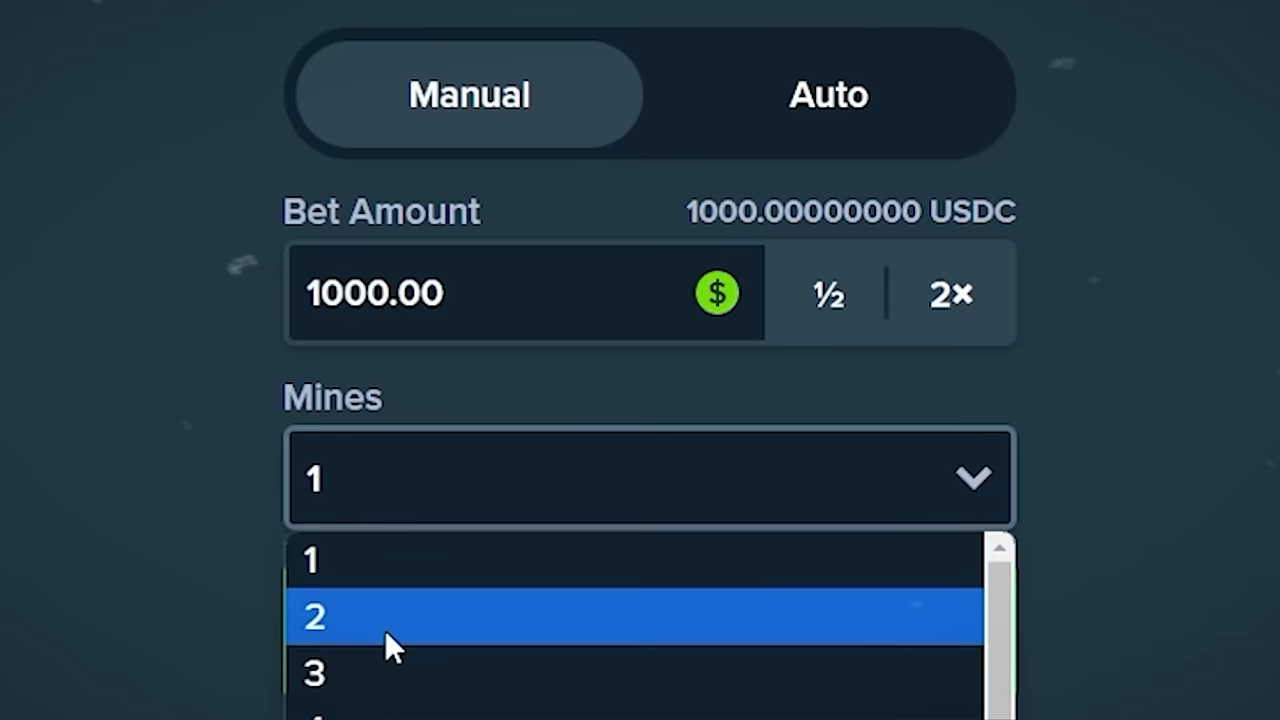 Manual Auto
Bet Amount 1000.00000000 USDC
1000.00 $ ½ 2×
Mines
1
1
2
3